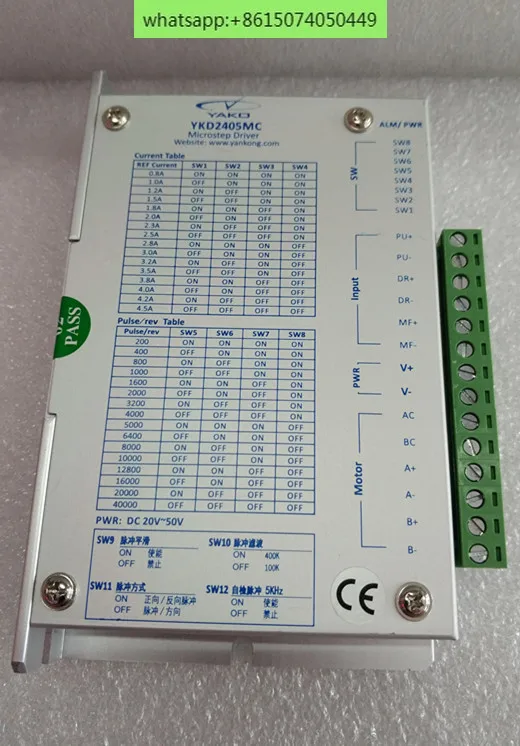 whatsapp:+8615074050449
YAKO
YKD2405MC
Microstep Driver
Website: www.yankong.com
Current Table
REF Current SW1 SW2 SW3 SW4
0.8A ON ON ON ON
1.0A OFF ON ON ON
1.2A ON OFF ON ON
1.5A OFF OFF ON ON
1.8A ON ON OFF ON
2.0A OFF ON OFF ON
2.3A ON OFF OFF ON
2.5A OFF OFF OFF ON
2.8A ON ON ON OFF
3.0A OFF ON ON OFF
3.2A ON OFF ON OFF
3.5A OFF OFF ON OFF
3.8A ON ON OFF OFF
4.0A OFF ON OFF OFF
4.2A ON OFF OFF OFF
4.5A OFF OFF OFF OFF
Pulse/rev Table
Pulse/rev SW5 SW6 SW7 SW8
200 ON ON ON ON
400 OFF ON ON ON
800 ON OFF ON ON
1000 OFF OFF ON ON
1600 ON ON OFF ON
2000 OFF ON OFF ON
3200 ON OFF OFF ON
4000 OFF OFF OFF ON
5000 ON ON ON OFF
6400 OFF ON ON OFF
8000 ON OFF ON OFF
10000 OFF OFF ON OFF
12800 ON ON OFF OFF
16000 OFF ON OFF OFF
20000 ON OFF OFF OFF
40000 OFF OFF OFF OFF
PWR: DC 20V~50V
SW9 脉冲平滑
ON 使能
OFF 禁止
SW10 脉冲滤波
ON 400K
OFF 100K
SW11 脉冲方式
ON 正向/反向脉冲
OFF 脉冲/方向
SW12 自检脉冲 5KHz
ON 使能
OFF 禁止
CE
ALM/ PWR
SW
SW8
SW7
SW6
SW5
SW4
SW3
SW2
SW1
Input
PU+
PU-
DR+
DR-
MF+
MF-
PWR
V+
V-
Motor
AC
BC
A+
A-
B+
B-
PASS